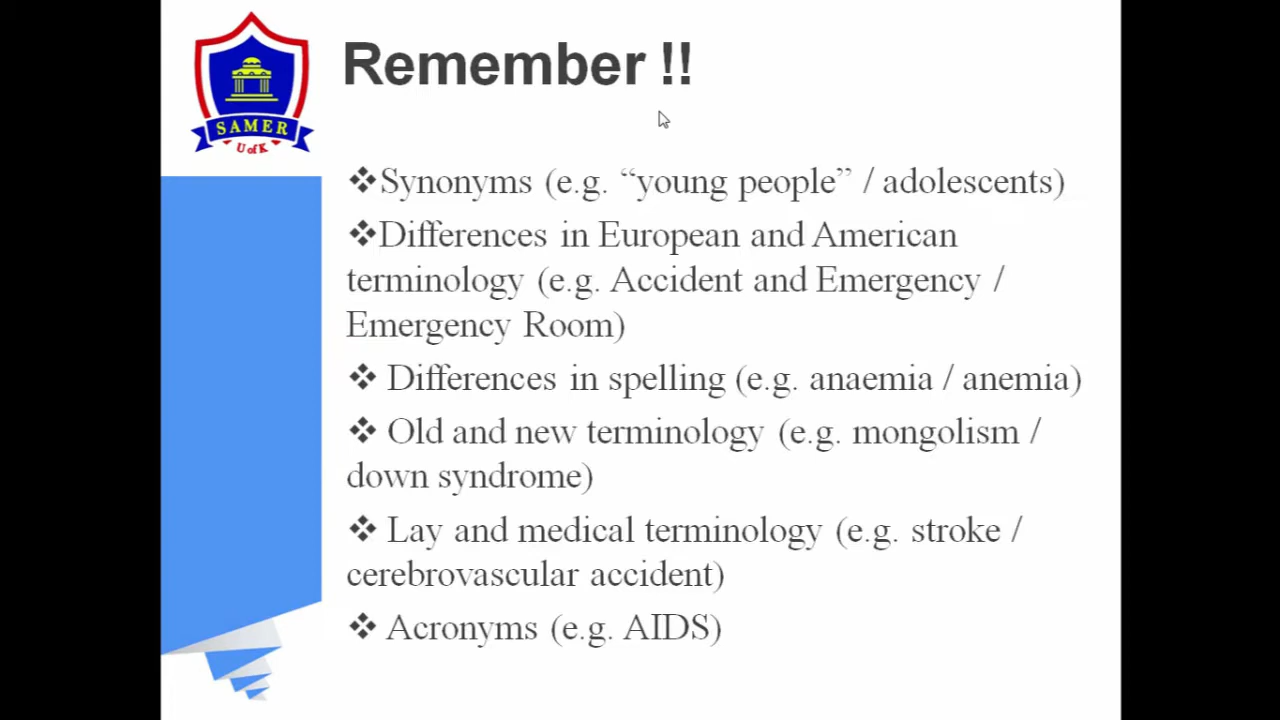 SAMER
U of K
Remember !!
❖Synonyms (e.g. “young people” / adolescents)
❖Differences in European and American
terminology (e.g. Accident and Emergency /
Emergency Room)
❖ Differences in spelling (e.g. anaemia / anemia)
❖ Old and new terminology (e.g. mongolism /
down syndrome)
❖ Lay and medical terminology (e.g. stroke /
cerebrovascular accident)
❖ Acronyms (e.g. AIDS)